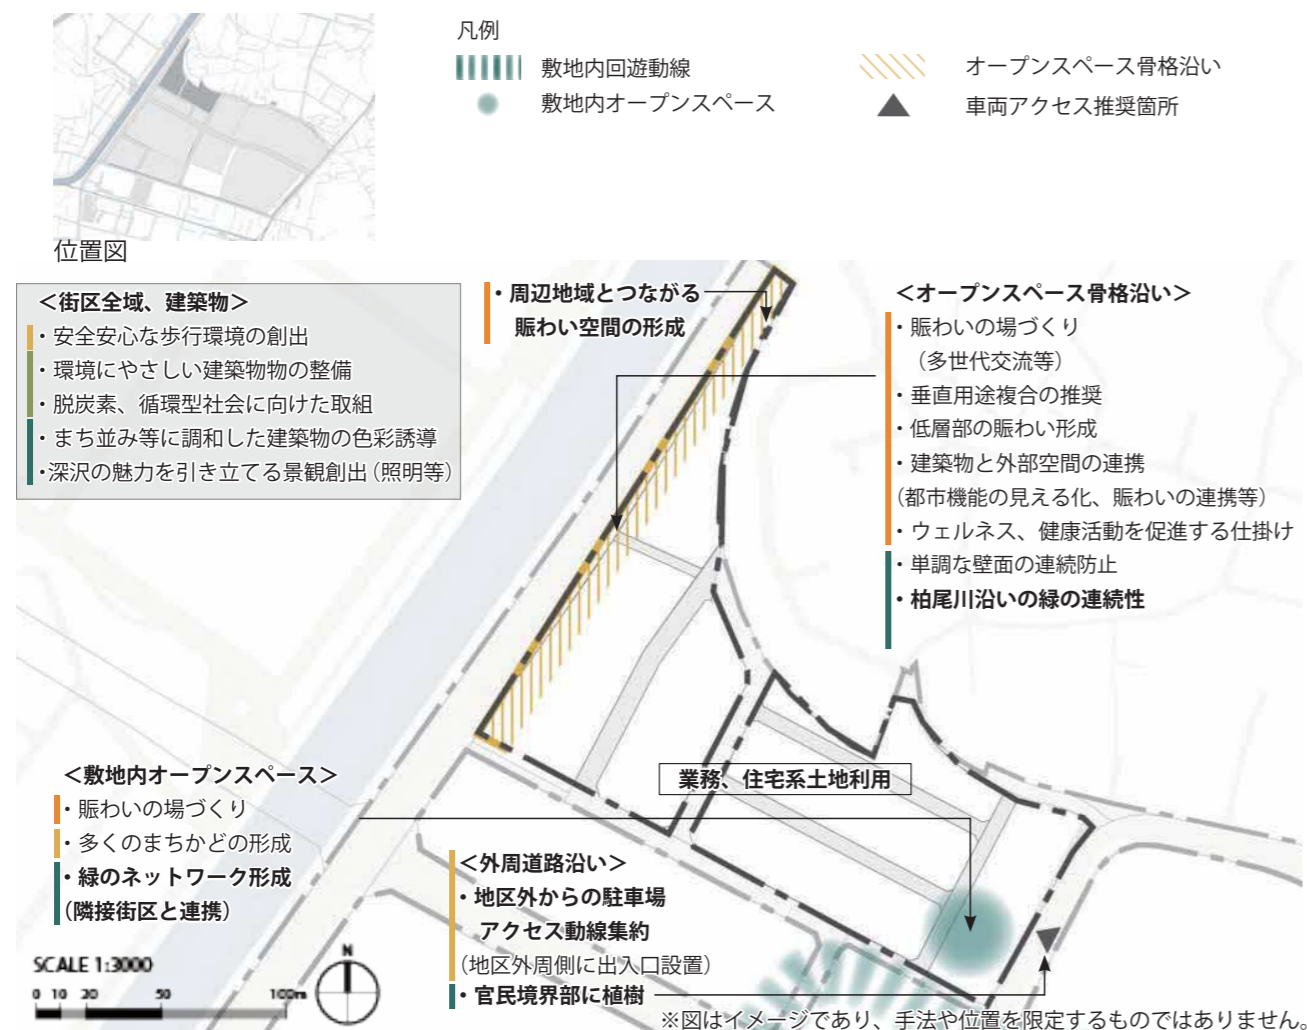 凡例
敷地内回遊動線
オープンスペース骨格沿い
敷地内オープンスペース
車両アクセス推奨箇所
位置図
＜街区全域、建築物＞
・安全安心な歩行環境の創出
・環境にやさしい建築物物の整備
・脱炭素、循環型社会に向けた取組
・まち並み等に調和した建築物の色彩誘導
・深沢の魅力を引き立てる景観創出（照明等）
・周辺地域とつながる
賑わい空間の形成
＜オープンスペース骨格沿い＞
・賑わいの場づくり
（多世代交流等）
・垂直用途複合の推奨
・低層部の賑わい形成
・建築物と外部空間の連携
（都市機能の見える化、賑わいの連携等）
・ウェルネス、健康活動を促進する仕掛け
・単調な壁面の連続防止
・柏尾川沿いの緑の連続性
業務、住宅系土地利用
＜敷地内オープンスペース＞
・賑わいの場づくり
・多くのまちかどの形成
・緑のネットワーク形成
（隣接街区と連携）
＜外周道路沿い＞
・地区外からの駐車場
アクセス動線集約
（地区外周側に出入口設置）
・官民境界部に植樹
SCALE 1:3000
0 10 20 50 100m
N
※図はイメージであり、手法や位置を限定するものではありません。